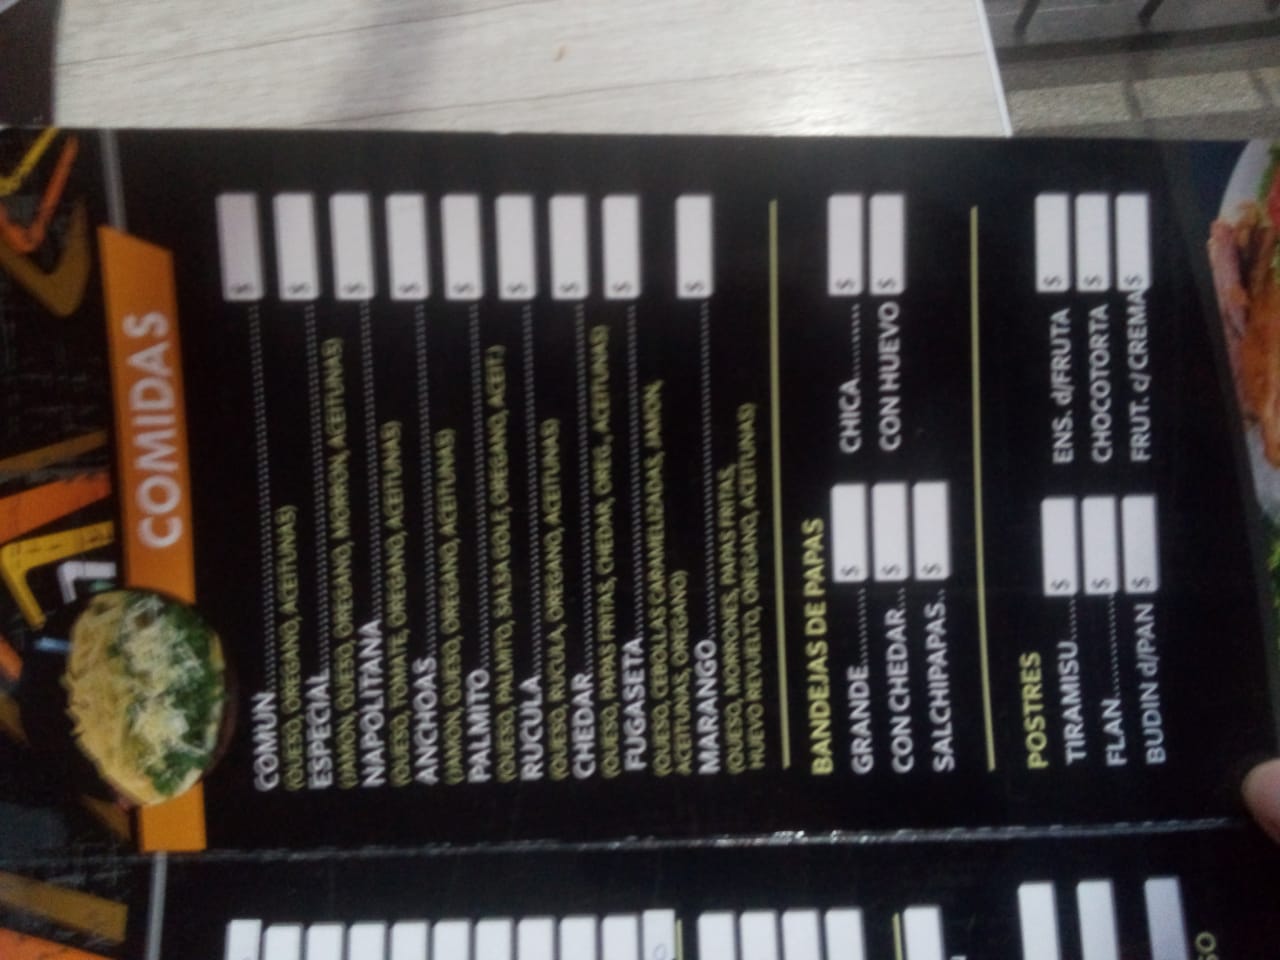 COMIDAS
COMUN $
(QUESO, OREGANO, ACEITUNAS)
ESPECIAL $
(JAMON, QUESO, OREGANO, MORRON, ACEITUNAS)
NAPOLITANA $
(QUESO, TOMATE, OREGANO, ACEITUNAS)
ANCHOAS $
(JAMON, QUESO, OREGANO, ACEITUNAS)
PALMITO $
(QUESO, PALMITO, SALSA GOLF, OREGANO, ACEIT.)
RUCULA $
(QUESO, RUCULA, OREGANO, ACEITUNAS)
CHEDAR $
(QUESO, PAPAS FRITAS, CHEDAR, OREG., ACEITUNAS)
FUGASETA $
(QUESO, CEBOLLAS CARAMELIZADAS, JAMON,
ACEITUNAS, OREGANO)
MARANGO $
(QUESO, MORRONES, PAPAS FRITAS,
HUEVO REVUELTO, OREGANO, ACEITUNAS)
BANDEJAS DE PAPAS
GRANDE $ CHICA $
CON CHEDAR $ CON HUEVO $
SALCHIPAPAS $
POSTRES
TIRAMISU $ ENS. d/FRUTA $
FLAN $ CHOCOTORTA $
BUDIN d/PAN $ FRUT. c/ CREMA $